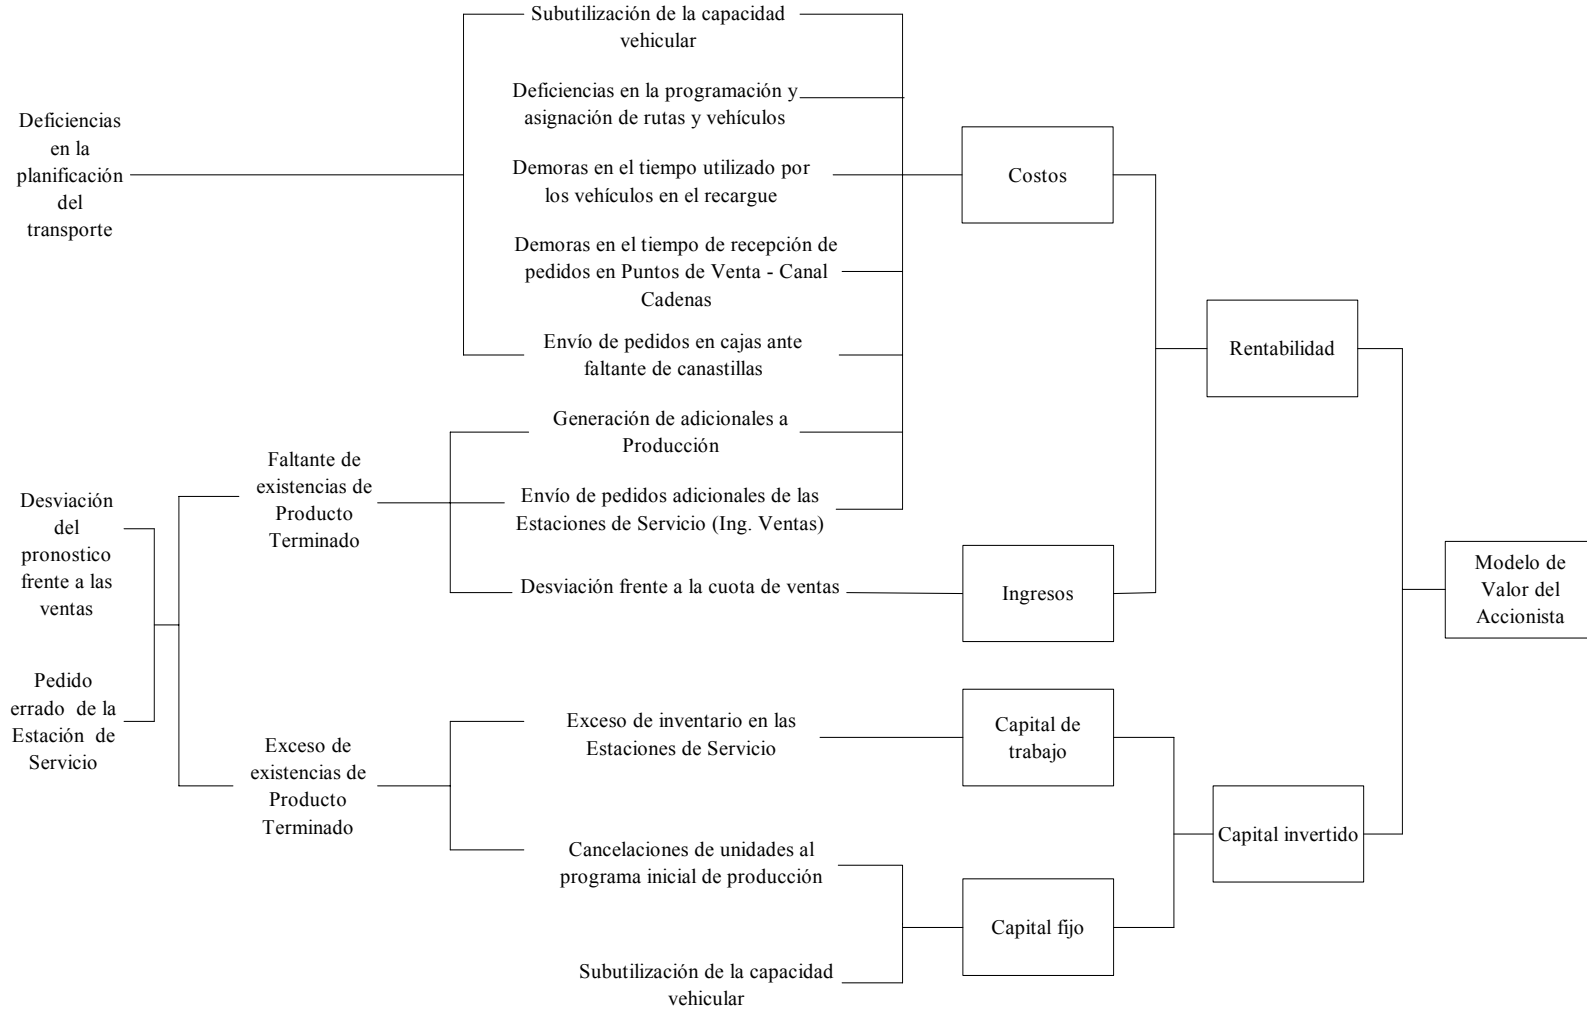 Subutilización de la capacidad
vehicular
Deficiencias en la programación y
asignación de rutas y vehículos
Deficiencias
en la
planificación
del
transporte
Demoras en el tiempo utilizado por
los vehículos en el recargue
Costos
Demoras en el tiempo de recepción de
pedidos en Puntos de Venta - Canal
Cadenas
Envío de pedidos en cajas ante
faltante de canastillas
Rentabilidad
Generación de adicionales a
Producción
Faltante de
existencias de
Producto
Terminado
Desviación
del
pronostico
frente a las
ventas
Envío de pedidos adicionales de las
Estaciones de Servicio (Ing. Ventas)
Desviación frente a la cuota de ventas
Ingresos
Modelo de
Valor del
Accionista
Pedido
errado de la
Estación de
Servicio
Exceso de inventario en las
Estaciones de Servicio
Capital de
trabajo
Exceso de
existencias de
Producto
Terminado
Capital invertido
Cancelaciones de unidades al
programa inicial de producción
Capital fijo
Subutilización de la capacidad
vehicular